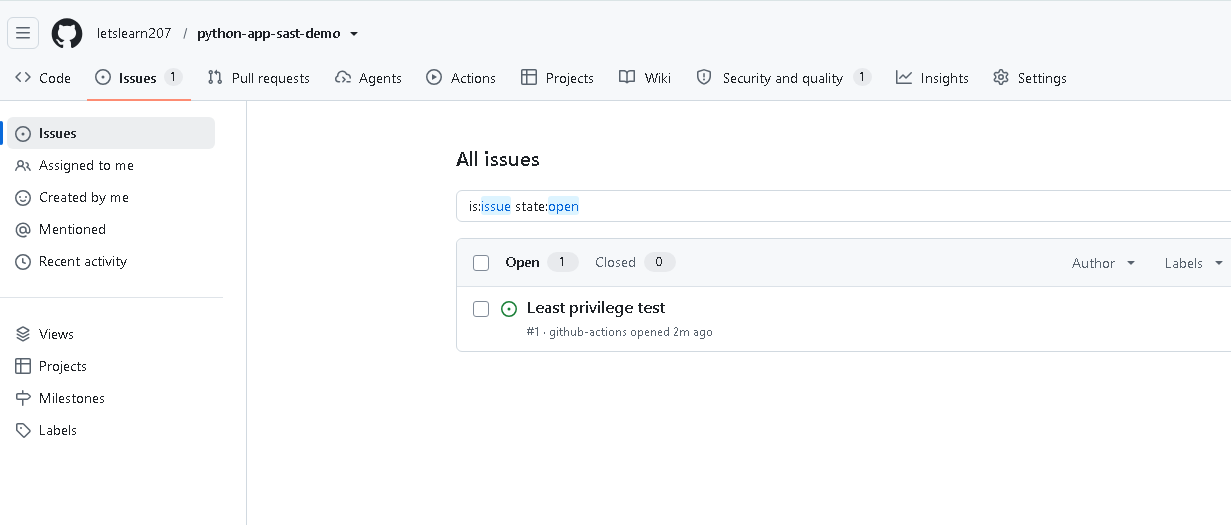 letslearn207 / python-app-sast-demo
Code Issues 1 Pull requests Agents Actions Projects Wiki Security and quality 1 Insights Settings
Issues
Assigned to me
Created by me
Mentioned
Recent activity
Views
Projects
Milestones
Labels
All issues
is:issue state:open
Open 1 Closed 0 Author Labels
Least privilege test
#1 · github-actions opened 2m ago